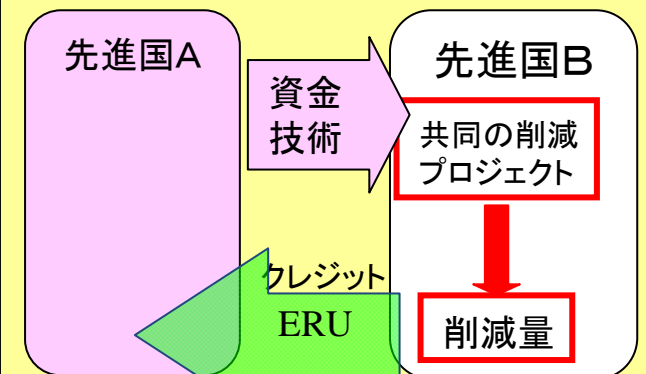 先進国A
先進国B
資金
技術
共同の削減
プロジェクト
クレジット
ERU
削減量